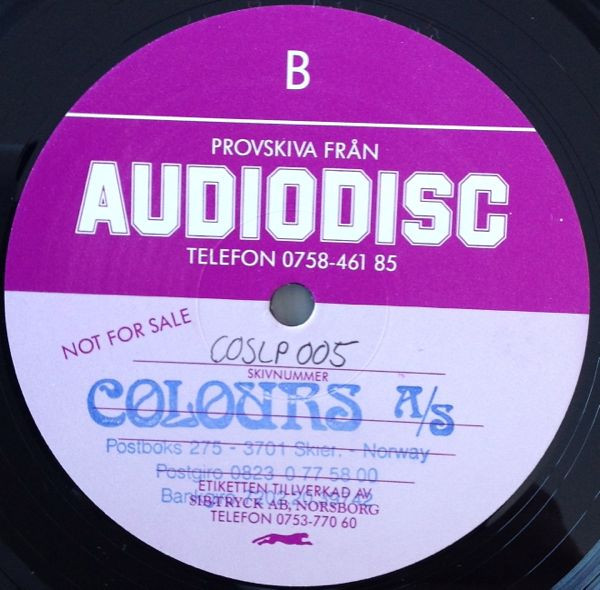 B
PROVSKIVA FRÅN
AUDIODISC
TELEFON 0758-461 85
NOT FOR SALE
COSLP 005
SKIVNUMMER
COLOURS A/S
Postboks 275 - 3701 Skien. - Norway
Postgiro 0823 0 77 58 00
ETIKETTEN TILLVERKAD AV
SIBTRYCK AB, NORSBORG
TELEFON 0753-770 60